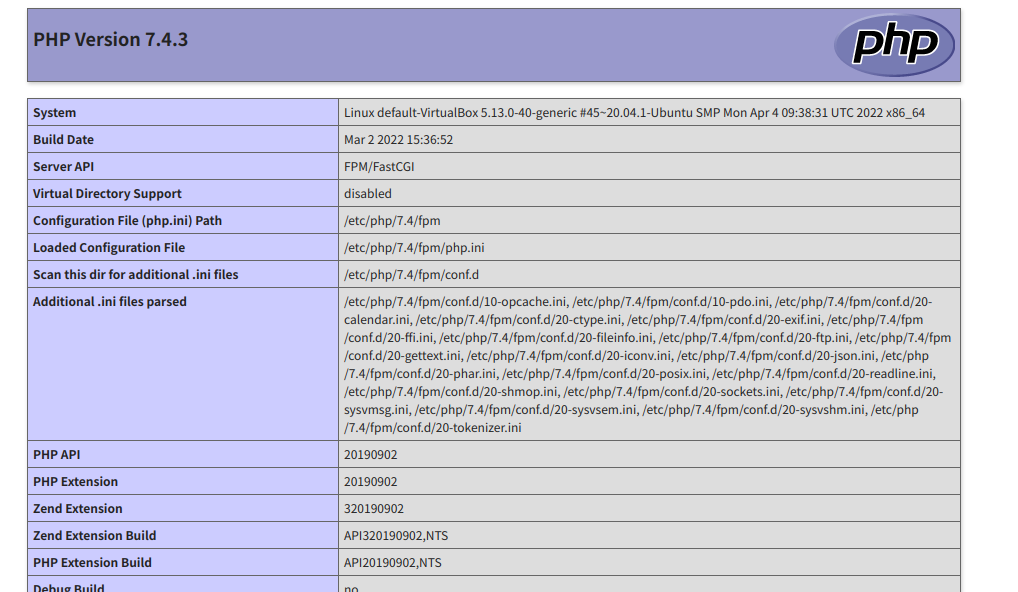 PHP Version 7.4.3
php
System Linux default-VirtualBox 5.13.0-40-generic #45~20.04.1-Ubuntu SMP Mon Apr 4 09:38:31 UTC 2022 x86_64
Build Date Mar 2 2022 15:36:52
Server API FPM/FastCGI
Virtual Directory Support disabled
Configuration File (php.ini) Path /etc/php/7.4/fpm
Loaded Configuration File /etc/php/7.4/fpm/php.ini
Scan this dir for additional .ini files /etc/php/7.4/fpm/conf.d
Additional .ini files parsed /etc/php/7.4/fpm/conf.d/10-opcache.ini, /etc/php/7.4/fpm/conf.d/10-pdo.ini, /etc/php/7.4/fpm/conf.d/20-
calendar.ini, /etc/php/7.4/fpm/conf.d/20-ctype.ini, /etc/php/7.4/fpm/conf.d/20-exif.ini, /etc/php/7.4/fpm
/conf.d/20-ffi.ini, /etc/php/7.4/fpm/conf.d/20-fileinfo.ini, /etc/php/7.4/fpm/conf.d/20-ftp.ini, /etc/php/7.4/fpm
/conf.d/20-gettext.ini, /etc/php/7.4/fpm/conf.d/20-iconv.ini, /etc/php/7.4/fpm/conf.d/20-json.ini, /etc/php
/7.4/fpm/conf.d/20-phar.ini, /etc/php/7.4/fpm/conf.d/20-posix.ini, /etc/php/7.4/fpm/conf.d/20-readline.ini,
/etc/php/7.4/fpm/conf.d/20-shmop.ini, /etc/php/7.4/fpm/conf.d/20-sockets.ini, /etc/php/7.4/fpm/conf.d/20-
sysvmsg.ini, /etc/php/7.4/fpm/conf.d/20-sysvsem.ini, /etc/php/7.4/fpm/conf.d/20-sysvshm.ini, /etc/php
/7.4/fpm/conf.d/20-tokenizer.ini
PHP API 20190902
PHP Extension 20190902
Zend Extension 320190902
Zend Extension Build API320190902,NTS
PHP Extension Build API20190902,NTS
Debug Build no